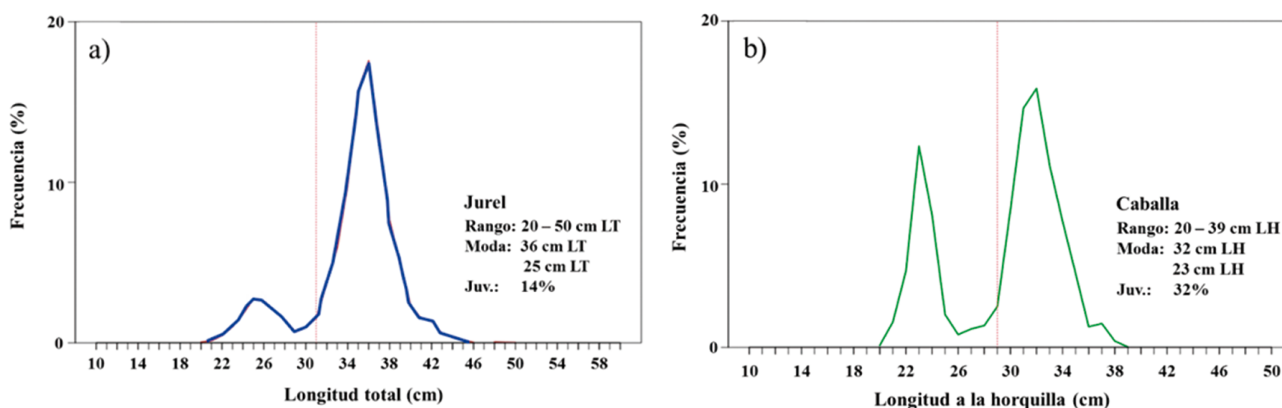 a)
20
10
0
Frecuencia (%)
Jurel
Rango: 20 – 50 cm LT
Moda: 36 cm LT
25 cm LT
Juv.: 14%
10 14 18 22 26 30 34 38 42 46 50 54 58
Longitud total (cm)
b)
20
10
0
Frecuencia (%)
Caballa
Rango: 20 – 39 cm LH
Moda: 32 cm LH
23 cm LH
Juv.: 32%
10 14 18 22 26 30 34 38 42 46 50
Longitud a la horquilla (cm)